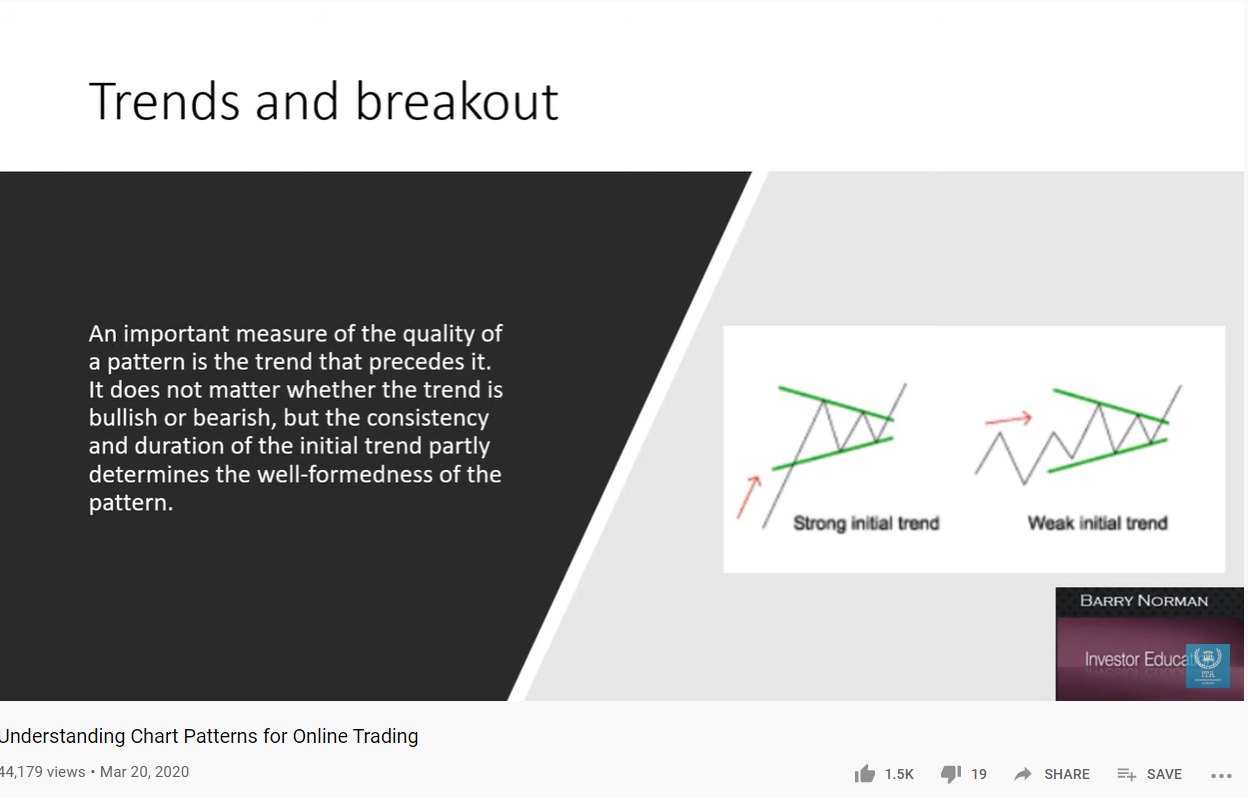 Trends and breakout
An important measure of the quality of
a pattern is the trend that precedes it.
It does not matter whether the trend is
bullish or bearish, but the consistency
and duration of the initial trend partly
determines the well-formedness of the
pattern.
Strong initial trend
Weak initial trend
BARRY NORMAN
Investor Educat
ITA
Understanding Chart Patterns for Online Trading
44,179 views • Mar 20, 2020
1.5K
19
SHARE
SAVE